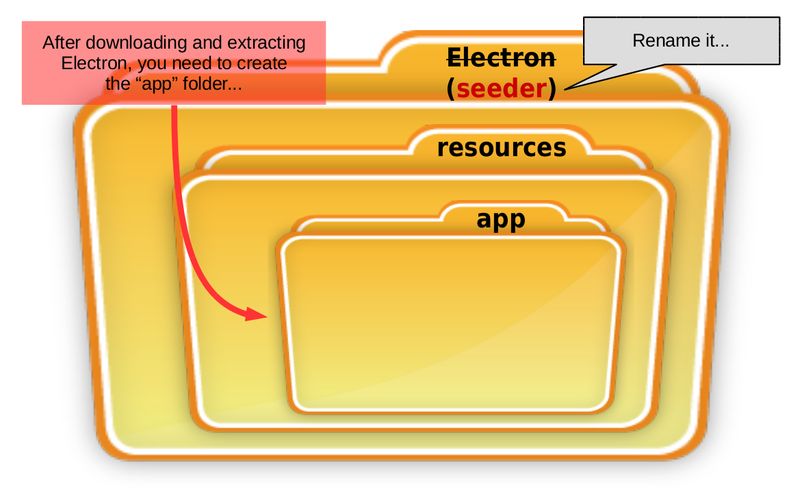 After downloading and extracting
Electron, you need to create
the “app” folder...
Electron
(seeder)
Rename it...
resources
app